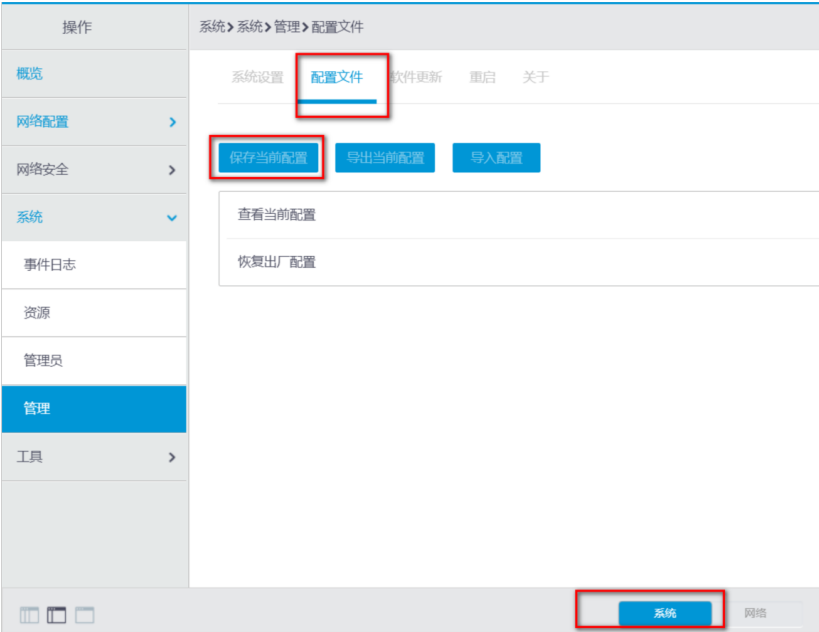 操作
系统>系统>管理>配置文件
概览
网络配置
网络安全
系统
事件日志
资源
管理员
管理
工具
系统设置 配置文件 软件更新 重启 关于
保存当前配置 导出当前配置 导入配置
查看当前配置
恢复出厂配置
系统 网络